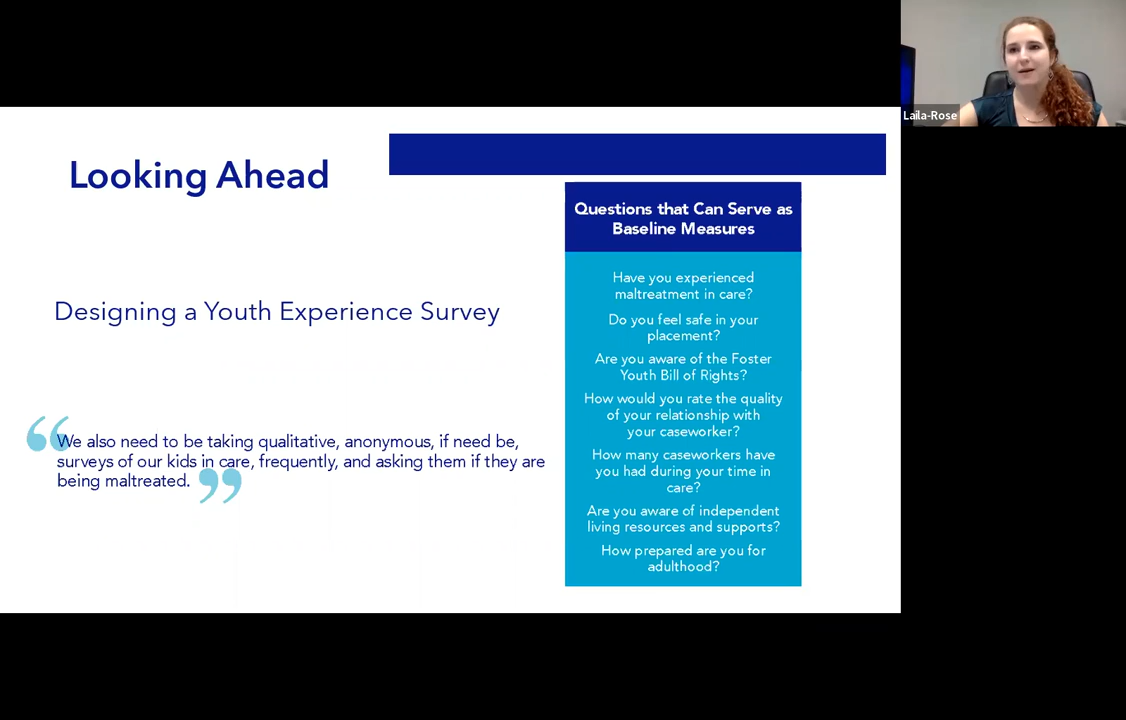 Laila-Rose
Looking Ahead
Designing a Youth Experience Survey
“We also need to be taking qualitative, anonymous, if need be,
surveys of our kids in care, frequently, and asking them if they are
being maltreated.”
Questions that Can Serve as
Baseline Measures
Have you experienced
maltreatment in care?
Do you feel safe in your
placement?
Are you aware of the Foster
Youth Bill of Rights?
How would you rate the quality
of your relationship with
your caseworker?
How many caseworkers have
you had during your time in
care?
Are you aware of independent
living resources and supports?
How prepared are you for
adulthood?